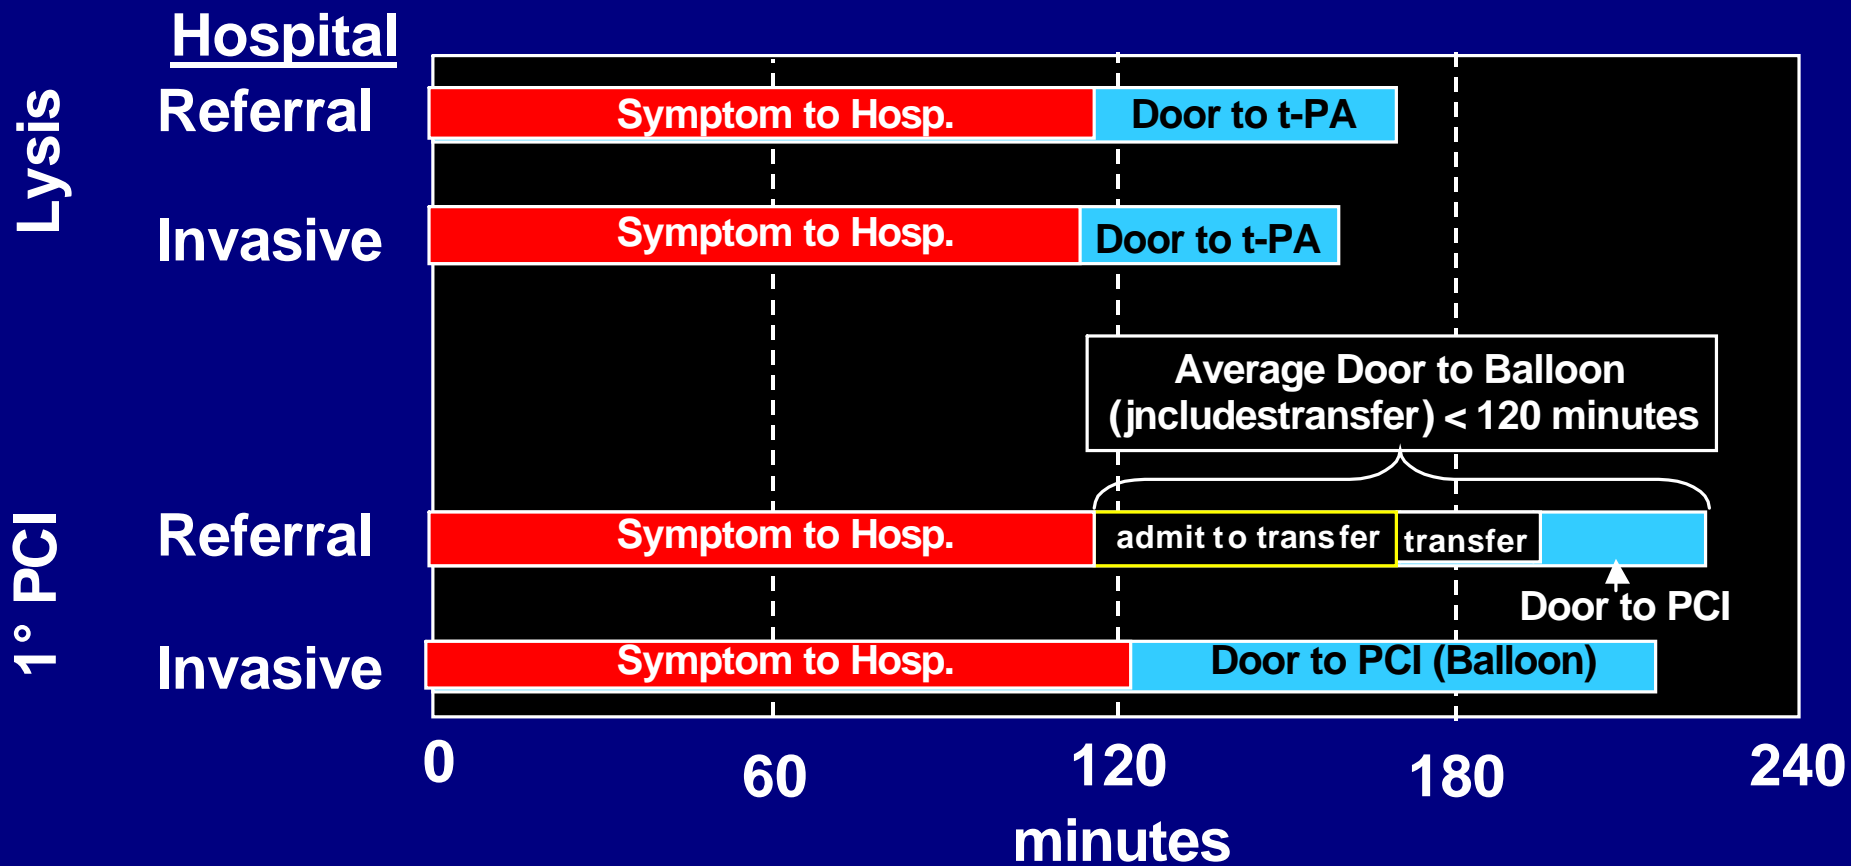 Hospital
Lysis
Referral
Symptom to Hosp.
Door to t-PA
Invasive
Symptom to Hosp.
Door to t-PA
Average Door to Balloon
(jncludestransfer) < 120 minutes
1° PCI
Referral
Symptom to Hosp.
admit to transfer
transfer
Door to PCI
Invasive
Symptom to Hosp.
Door to PCI (Balloon)
0 60 120 180 240
minutes